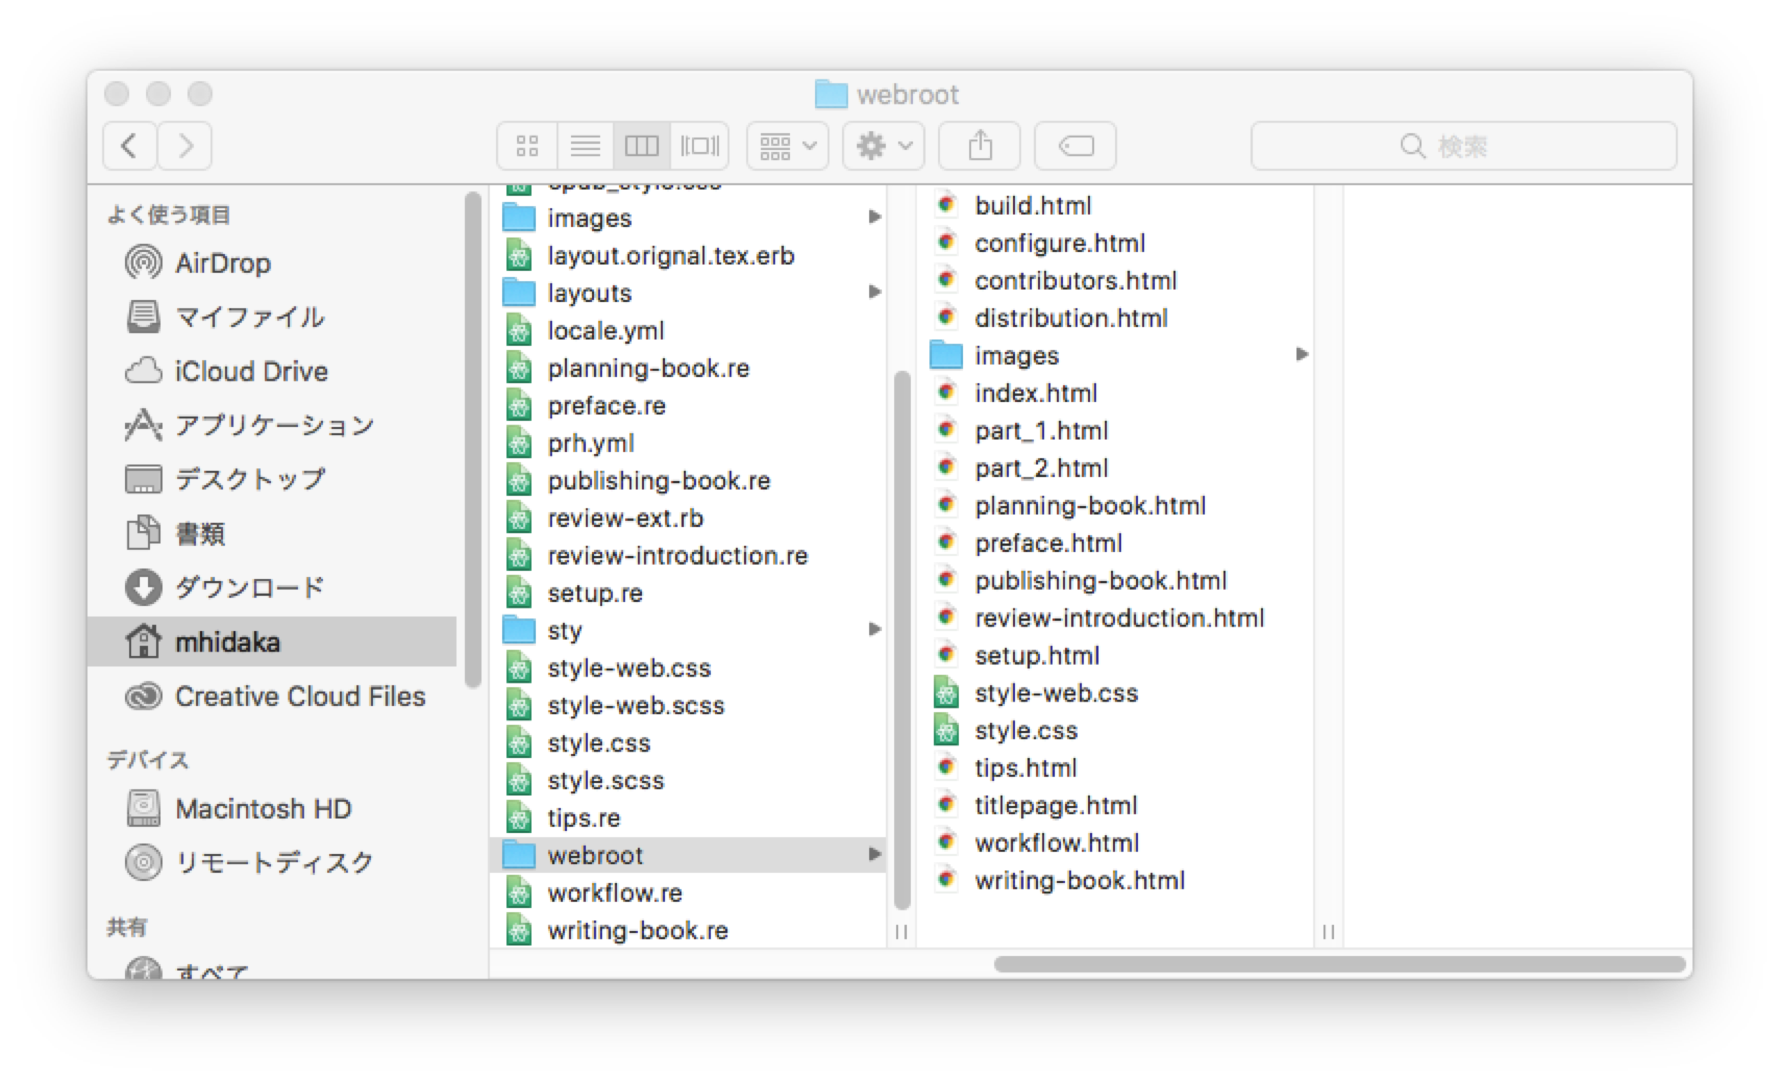 webroot
検索
よく使う項目
AirDrop
マイファイル
iCloud Drive
アプリケーション
デスクトップ
書類
ダウンロード
mhidaka
Creative Cloud Files
デバイス
Macintosh HD
リモートディスク
共有
すべて
epub_style.css
images
layout.orignal.tex.erb
layouts
locale.yml
planning-book.re
preface.re
prh.yml
publishing-book.re
review-ext.rb
review-introduction.re
setup.re
sty
style-web.css
style-web.scss
style.css
style.scss
tips.re
webroot
workflow.re
writing-book.re
build.html
configure.html
contributors.html
distribution.html
images
index.html
part_1.html
part_2.html
planning-book.html
preface.html
publishing-book.html
review-introduction.html
setup.html
style-web.css
style.css
tips.html
titlepage.html
workflow.html
writing-book.html